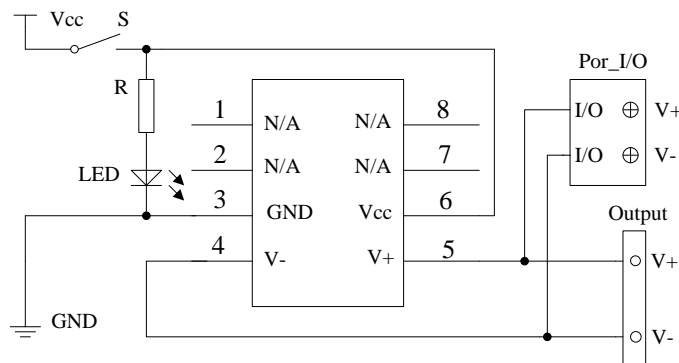 Vcc S
Por_I/O
R
1 N/A N/A 8
I/O V+
2 N/A N/A 7
I/O V-
LED
3 GND Vcc 6
Output
4 V- V+ 5
V+
GND
V-